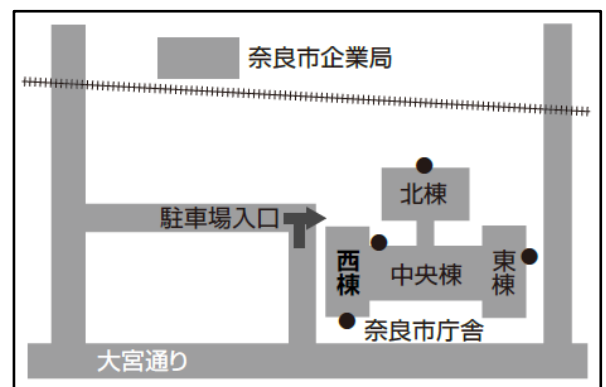 奈良市企業局
北棟
駐車場入口
西棟
中央棟
東棟
奈良市庁舎
大宮通り